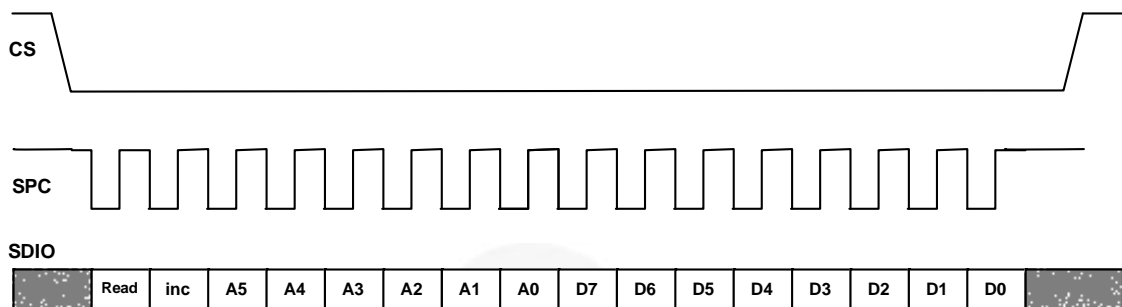 CS
SPC
SDIO
Read inc A5 A4 A3 A2 A1 A0 D7 D6 D5 D4 D3 D2 D1 D0